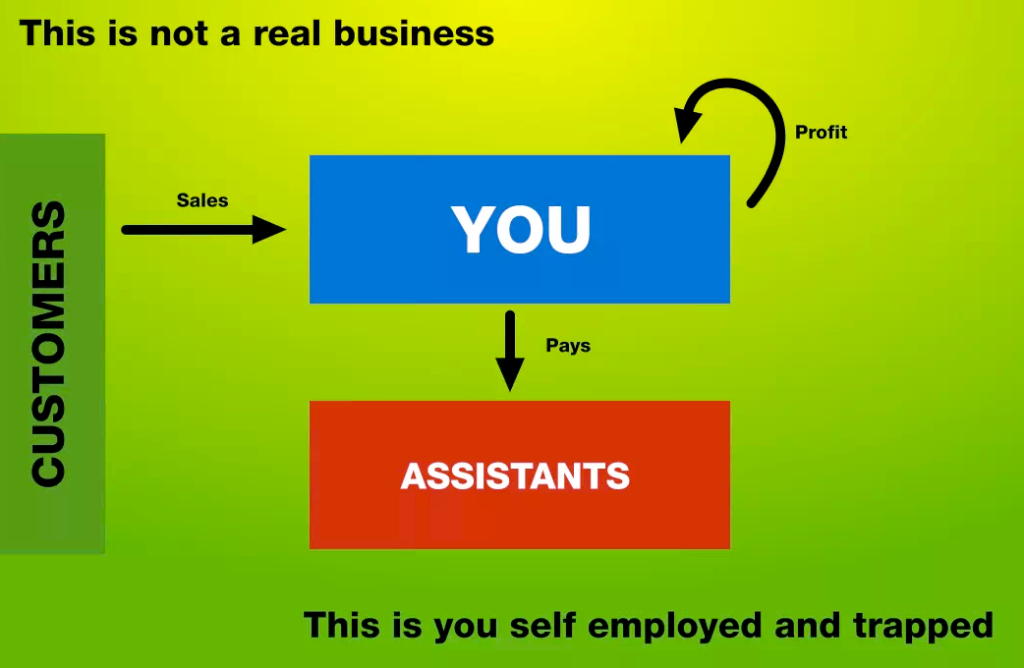 This is not a real business
Profit
CUSTOMERS
Sales
YOU
Pays
ASSISTANTS
This is you self employed and trapped